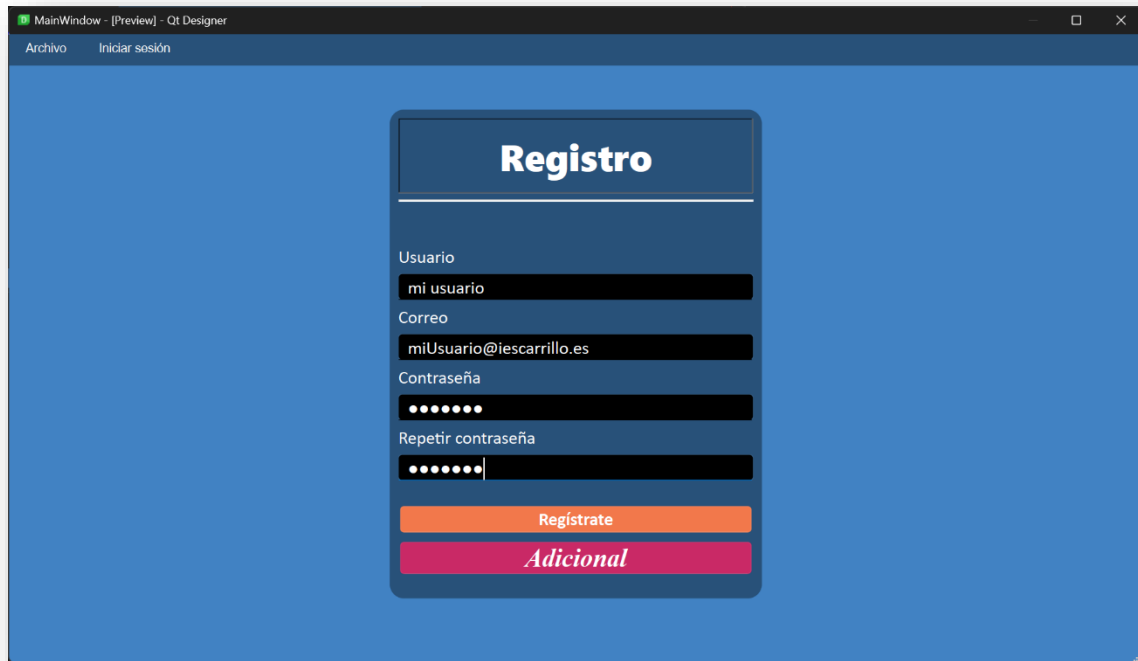 MainWindow - [Preview] - Qt Designer
Archivo Iniciar sesión
Registro
Usuario
mi usuario
Correo
miUsuario@iescarrillo.es
Contraseña
●●●●●●●
Repetir contraseña
●●●●●●●
Regístrate
Adicional